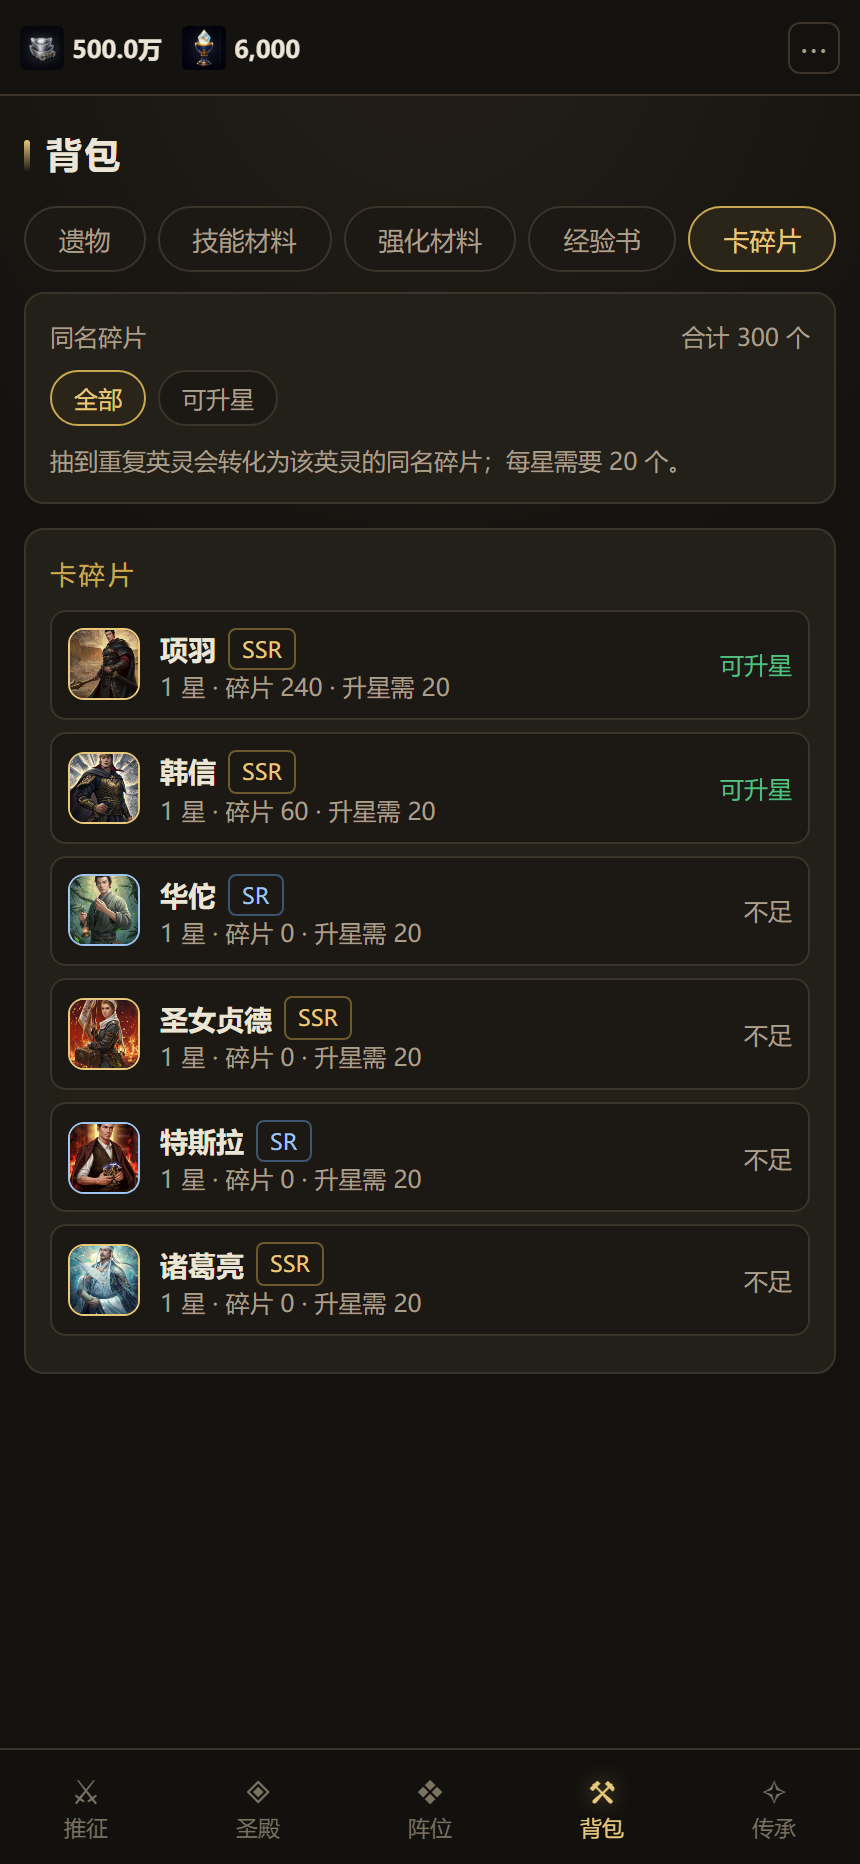 500.0万 6,000 …
背包
遗物 技能材料 强化材料 经验书 卡碎片
同名碎片 合计 300 个
全部 可升星
抽到重复英灵会转化为该英灵的同名碎片；每星需要 20 个。
卡碎片
项羽 SSR
1 星 · 碎片 240 · 升星需 20
可升星
韩信 SSR
1 星 · 碎片 60 · 升星需 20
可升星
华佗 SR
1 星 · 碎片 0 · 升星需 20
不足
圣女贞德 SSR
1 星 · 碎片 0 · 升星需 20
不足
特斯拉 SR
1 星 · 碎片 0 · 升星需 20
不足
诸葛亮 SSR
1 星 · 碎片 0 · 升星需 20
不足
推征 圣殿 阵位 背包 传承